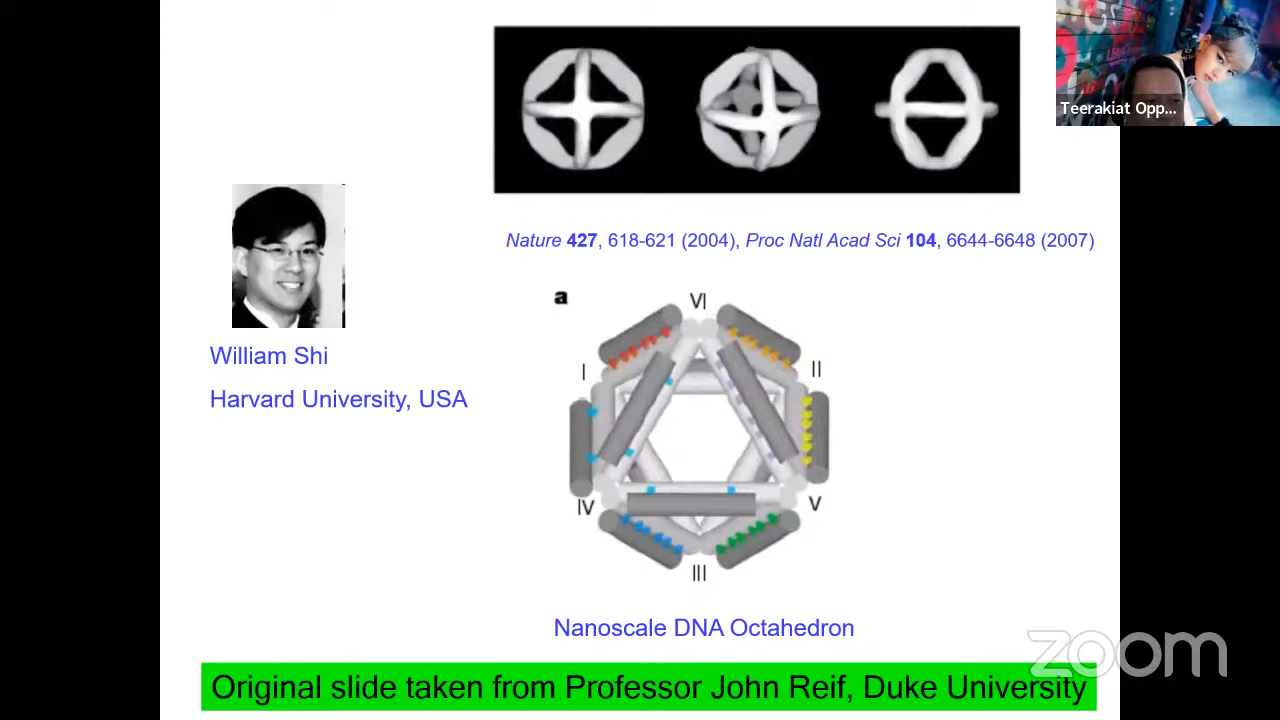 Teerakiat Opp...
Nature 427, 618-621 (2004), Proc Natl Acad Sci 104, 6644-6648 (2007)
William Shi
Harvard University, USA
a
VI
I
II
IV
V
III
Nanoscale DNA Octahedron
zoom
Original slide taken from Professor John Reif, Duke University